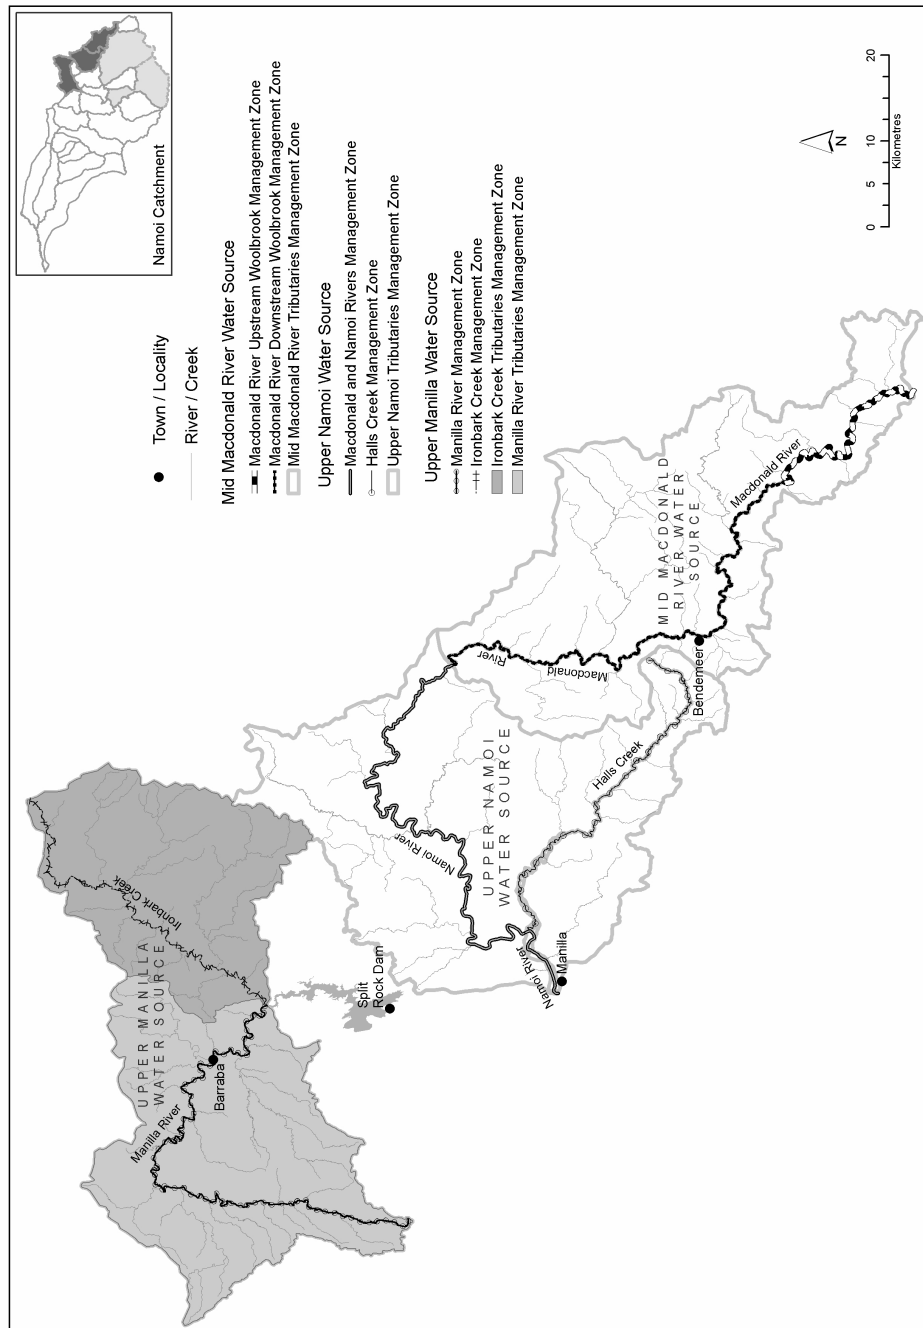 Namoi Catchment
Town / Locality
River / Creek
Mid Macdonald River Water Source
Macdonald River Upstream Woolbrook Management Zone
Macdonald River Downstream Woolbrook Management Zone
Mid Macdonald River Tributaries Management Zone
Upper Namoi Water Source
Macdonald and Namoi Rivers Management Zone
Halls Creek Management Zone
Upper Namoi Tributaries Management Zone
Upper Manilla Water Source
Manilla River Management Zone
Ironbark Creek Management Zone
Ironbark Creek Tributaries Management Zone
Manilla River Tributaries Management Zone
N
0 5 10 20
Kilometres
UPPER MANILLA
WATER SOURCE
Ironbark Creek
Manilla River
Barraba
Split
Rock Dam
Namoi River
UPPER NAMOI
WATER SOURCE
Namoi River
Manilla
Halls Creek
River
Macdonald
Bendemeer
MID MACDONALD
RIVER WATER
SOURCE
Macdonald River